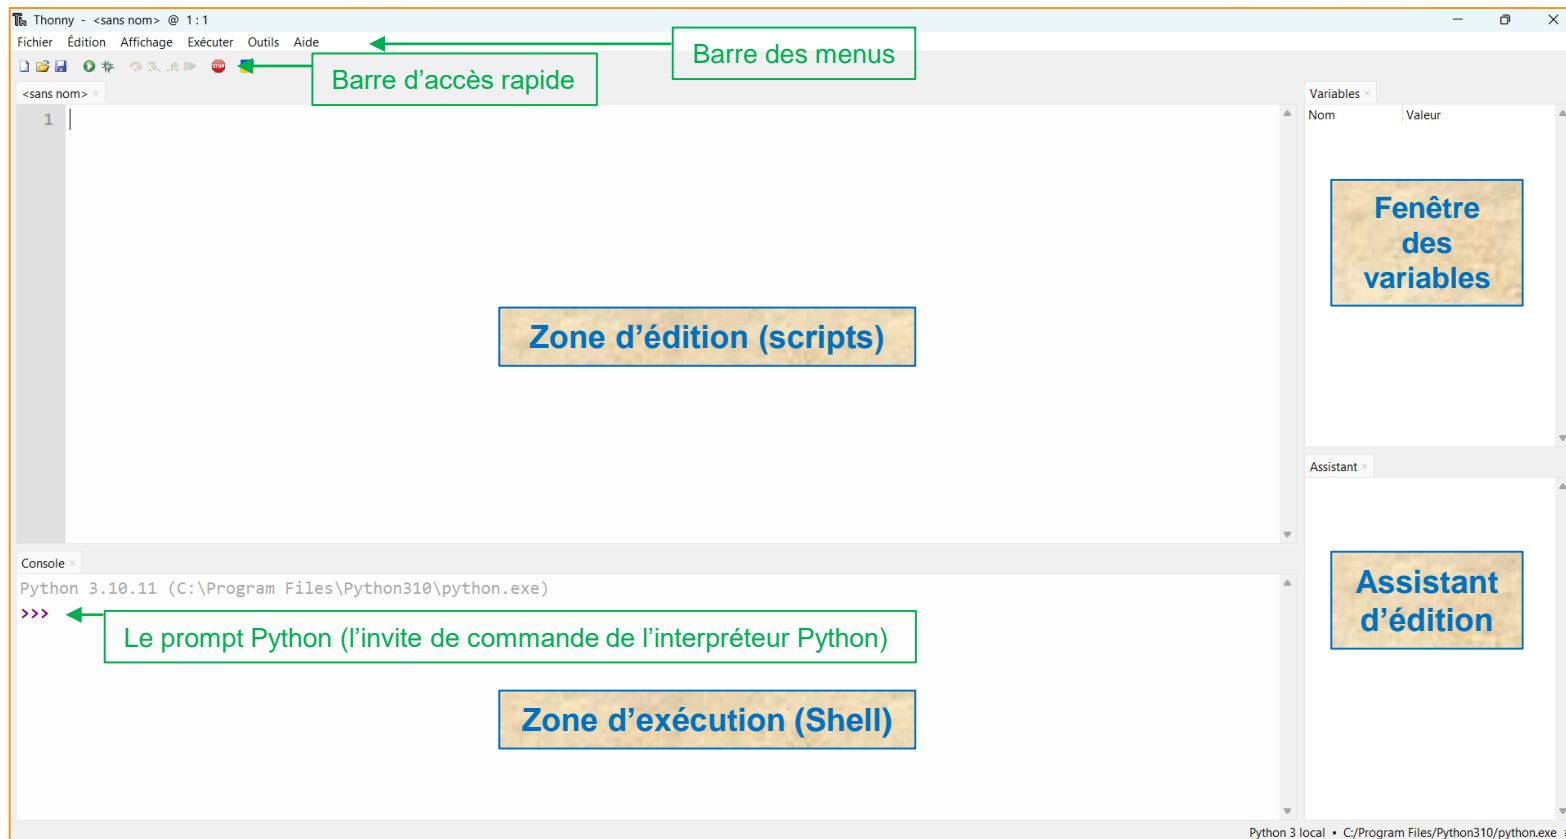 Thonny - <sans nom> @ 1 : 1
Fichier Édition Affichage Exécuter Outils Aide
Barre des menus
STOP
Barre d’accès rapide
<sans nom> ×
Variables ×
1
Nom Valeur
Fenêtre
des
variables
Zone d’édition (scripts)
Assistant ×
Console ×
Python 3.10.11 (C:\Program Files\Python310\python.exe)
>>>
Le prompt Python (l’invite de commande de l’interpréteur Python)
Assistant
d’édition
Zone d’exécution (Shell)
Python 3 local • C:/Program Files/Python310/python.exe